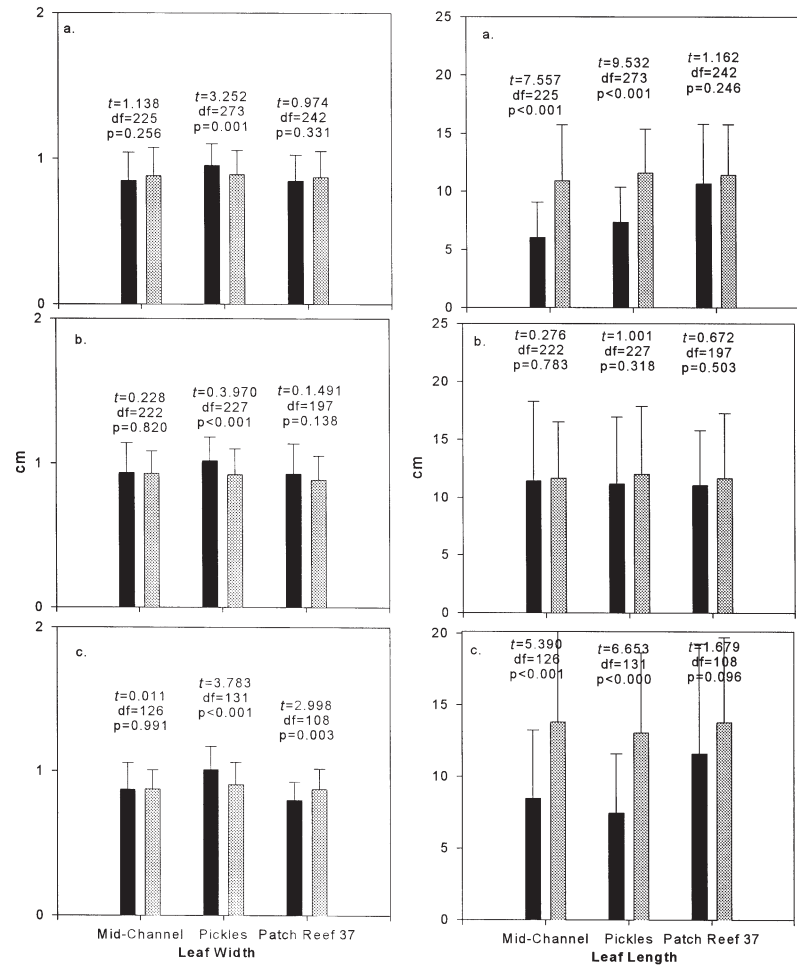 2
a.
t=1.138
df=225
p=0.256
t=3.252
df=273
p=0.001
t=0.974
df=242
p=0.331
1
0
2
b.
t=0.228
df=222
p=0.820
t=0.3.970
df=227
p<0.001
t=0.1.491
df=197
p=0.138
cm
1
0
2
c.
t=0.011
df=126
p=0.991
t=3.783
df=131
p<0.001
t=2.998
df=108
p=0.003
1
0
Mid-Channel Pickles Patch Reef 37
Leaf Width
25
a.
t=7.557
df=225
p<0.001
t=9.532
df=273
p<0.001
t=1.162
df=242
p=0.246
20
15
10
5
0
25
b.
t=0.276
df=222
p=0.783
t=1.001
df=227
p=0.318
t=0.672
df=197
p=0.503
20
15
cm
10
5
0
20
c.
t=5.390
df=126
p<0.001
t=6.653
df=131
p<0.000
t=1.679
df=108
p=0.096
15
10
5
0
Mid-Channel Pickles Patch Reef 37
Leaf Length